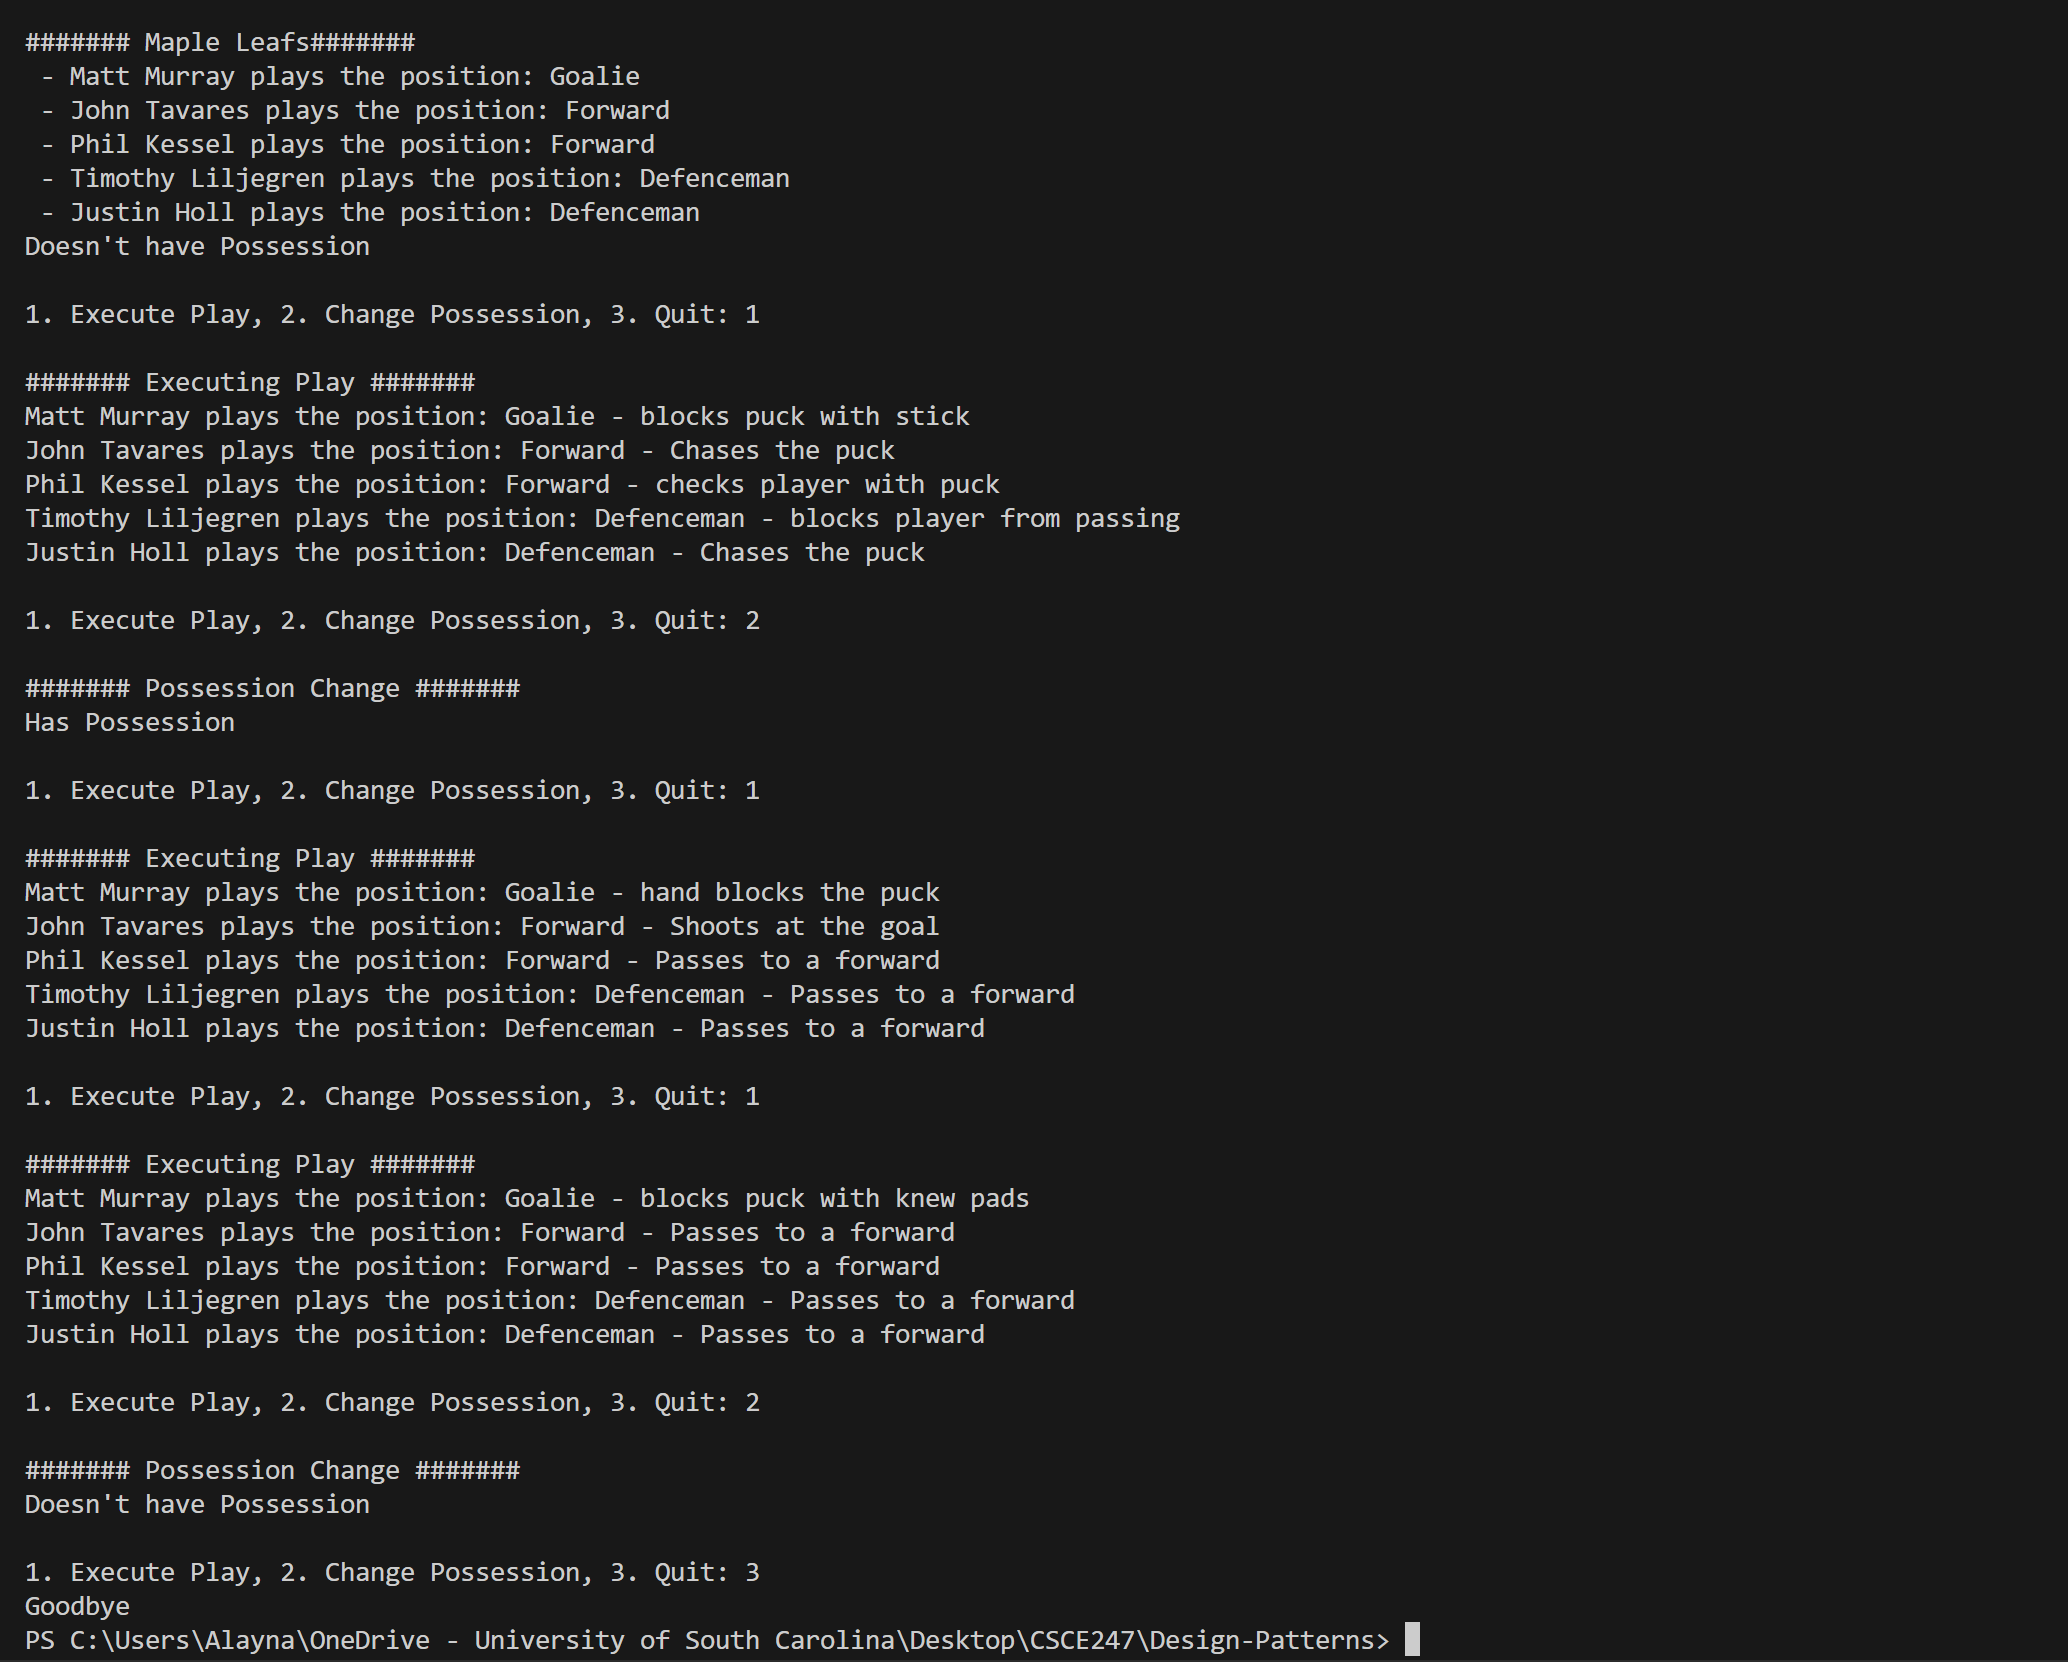 ####### Maple Leafs#######
 - Matt Murray plays the position: Goalie
 - John Tavares plays the position: Forward
 - Phil Kessel plays the position: Forward
 - Timothy Liljegren plays the position: Defenceman
 - Justin Holl plays the position: Defenceman
Doesn't have Possession

1. Execute Play, 2. Change Possession, 3. Quit: 1

####### Executing Play #######
Matt Murray plays the position: Goalie - blocks puck with stick
John Tavares plays the position: Forward - Chases the puck
Phil Kessel plays the position: Forward - checks player with puck
Timothy Liljegren plays the position: Defenceman - blocks player from passing
Justin Holl plays the position: Defenceman - Chases the puck

1. Execute Play, 2. Change Possession, 3. Quit: 2

####### Possession Change #######
Has Possession

1. Execute Play, 2. Change Possession, 3. Quit: 1

####### Executing Play #######
Matt Murray plays the position: Goalie - hand blocks the puck
John Tavares plays the position: Forward - Shoots at the goal
Phil Kessel plays the position: Forward - Passes to a forward
Timothy Liljegren plays the position: Defenceman - Passes to a forward
Justin Holl plays the position: Defenceman - Passes to a forward

1. Execute Play, 2. Change Possession, 3. Quit: 1

####### Executing Play #######
Matt Murray plays the position: Goalie - blocks puck with knew pads
John Tavares plays the position: Forward - Passes to a forward
Phil Kessel plays the position: Forward - Passes to a forward
Timothy Liljegren plays the position: Defenceman - Passes to a forward
Justin Holl plays the position: Defenceman - Passes to a forward

1. Execute Play, 2. Change Possession, 3. Quit: 2

####### Possession Change #######
Doesn't have Possession

1. Execute Play, 2. Change Possession, 3. Quit: 3
Goodbye
PS C:\Users\Alayna\OneDrive - University of South Carolina\Desktop\CSCE247\Design-Patterns>